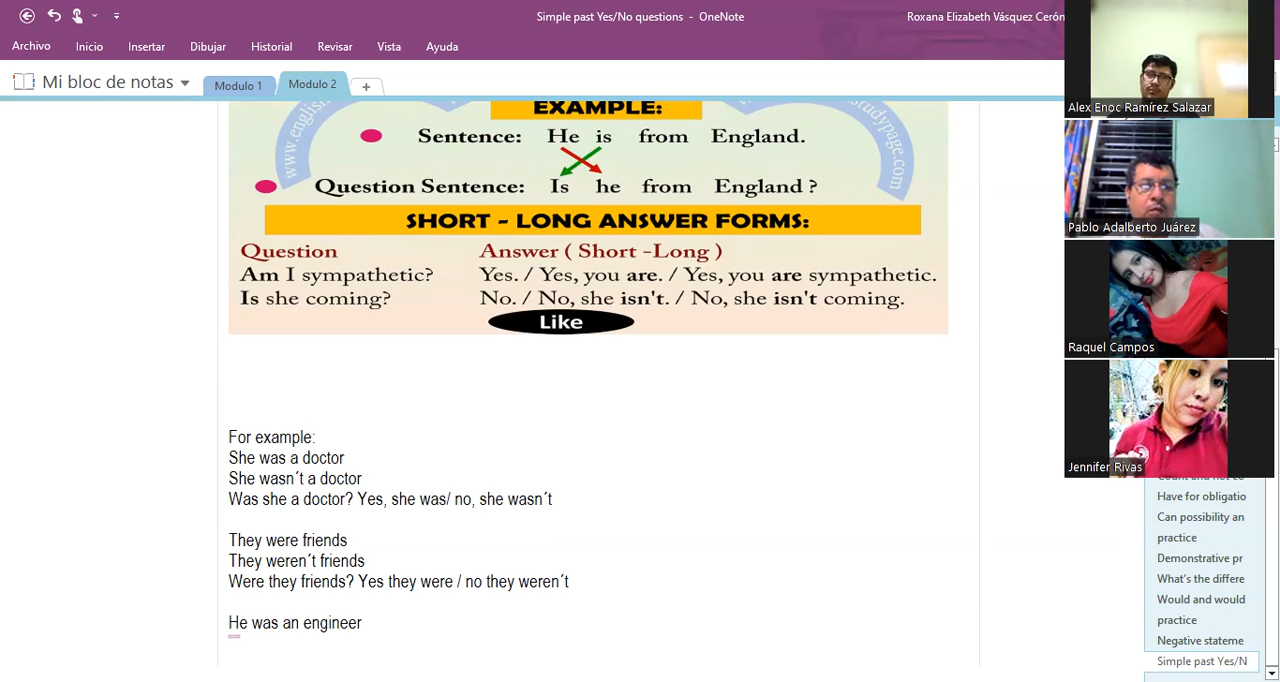 Simple past Yes/No questions - OneNote
Roxana Elizabeth Vásquez Cerón
Archivo Inicio Insertar Dibujar Historial Revisar Vista Ayuda
Mi bloc de notas
Modulo 1
Modulo 2
+
EXAMPLE:
Sentence: He is from England.
Question Sentence: Is he from England ?
SHORT - LONG ANSWER FORMS:
Question Answer ( Short -Long )
Am I sympathetic? Yes. / Yes, you are. / Yes, you are sympathetic.
Is she coming? No. / No, she isn't. / No, she isn't coming.
Like
For example:
She was a doctor
She wasn´t a doctor
Was she a doctor? Yes, she was/ no, she wasn´t
They were friends
They weren´t friends
Were they friends? Yes they were / no they weren´t
He was an engineer
Alex Enoc Ramírez Salazar
Pablo Adalberto Juárez
Raquel Campos
Jennifer Rivas
Have for obligatio
Can possibility an
practice
Demonstrative pr
What's the differe
Would and would
practice
Negative stateme
Simple past Yes/N